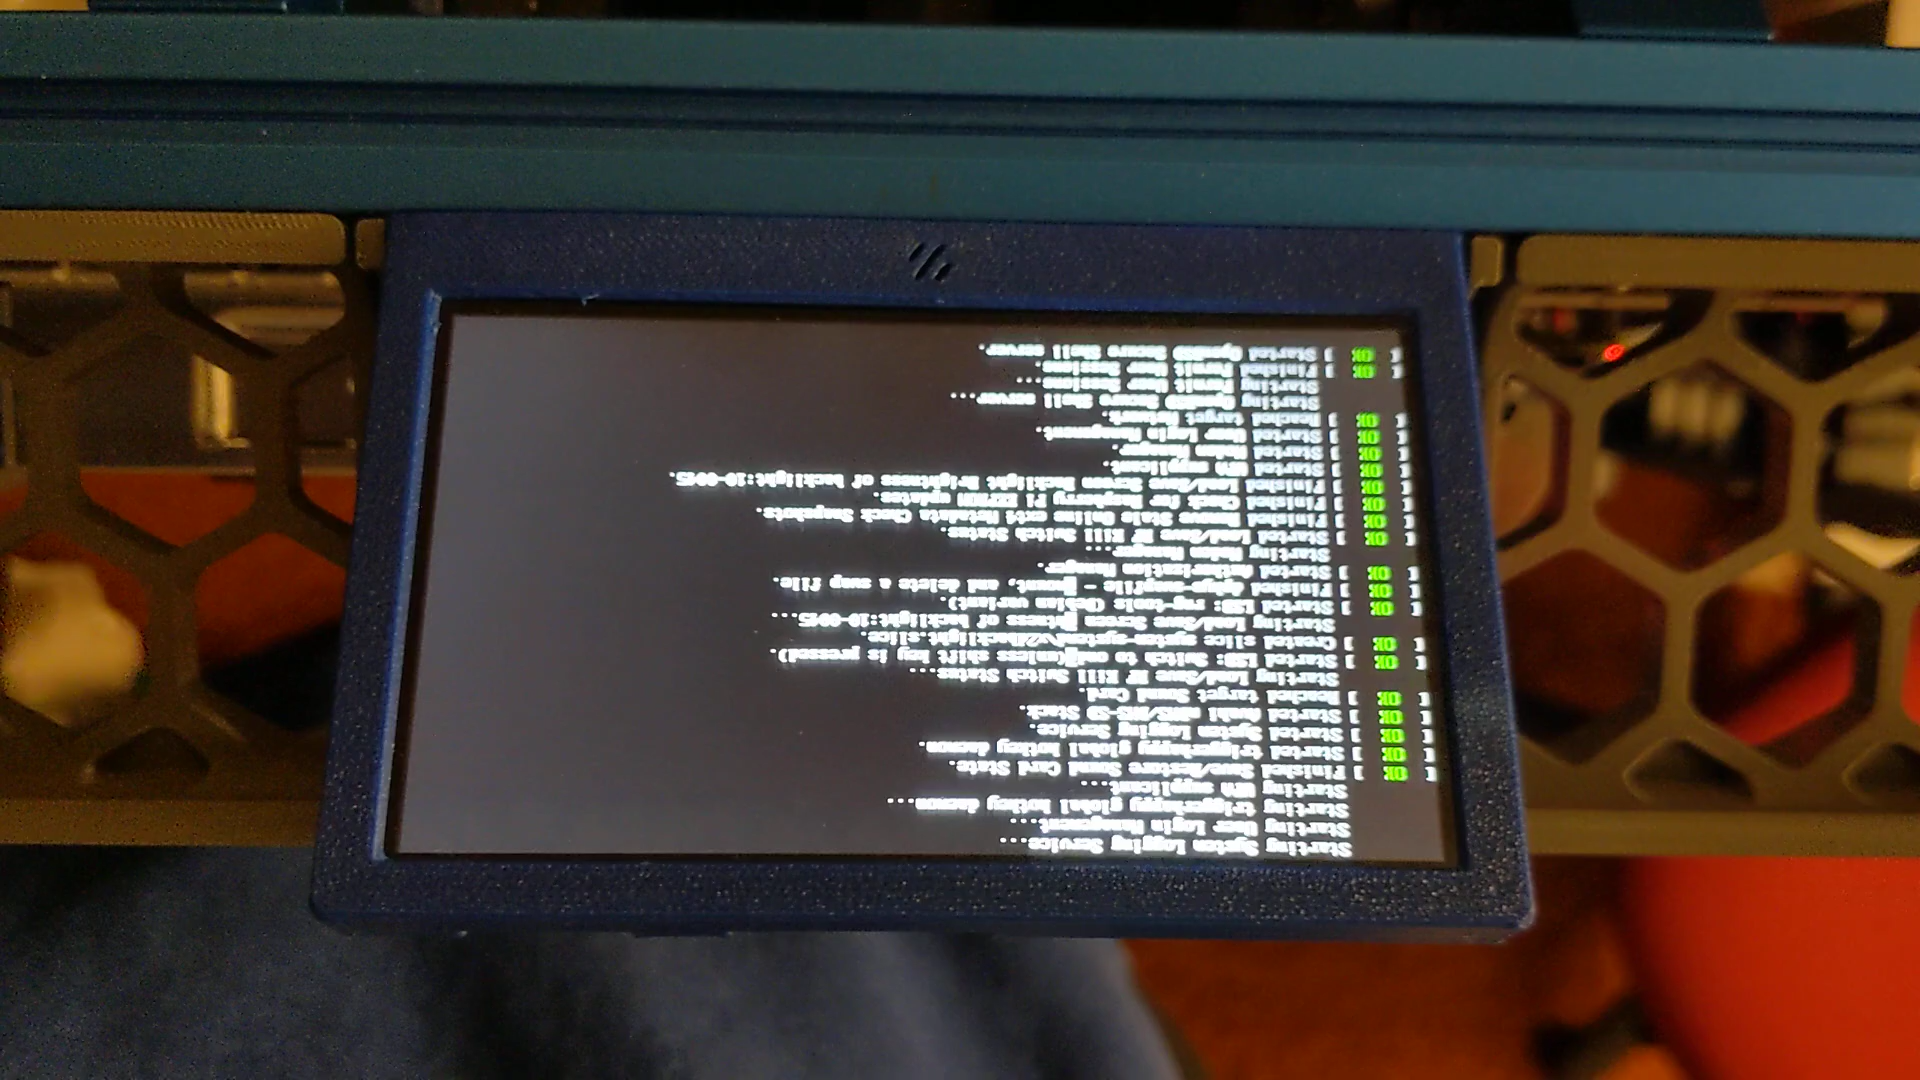 Starting System Logging Service...
Starting User Login Management...
Starting triggerhappy global hotkey daemon...
Starting WPA supplicant...
[ OK ] Finished Save/Restore Sound Card State.
[ OK ] Started triggerhappy global hotkey daemon.
[ OK ] Started System Logging Service.
[ OK ] Started Avahi mDNS/DNS-SD Stack.
[ OK ] Reached target Sound Card.
Starting Load/Save RF Kill Switch Status...
[ OK ] Started LSB: Switch to (unless shift key is pressed).
[ OK ] Created slice system-systemd\x2dbacklight.slice.
Starting Load/Save Screen of backlight:10-0045...
[ OK ] Started LSB: rng-tools (Debian variant).
[ OK ] Finished dphys-swapfile - mount, and delete a swap file.
[ OK ] Started Authorization Manager.
Starting Modem Manager...
[ OK ] Started Load/Save RF Kill Switch Status.
[ OK ] Finished Remove Stale Online ext4 Metadata Check Snapshots.
[ OK ] Finished Check for Raspberry Pi EEPROM updates.
[ OK ] Finished Load/Save Screen Backlight Brightness of backlight:10-0045.
[ OK ] Started WPA supplicant.
[ OK ] Started Modem Manager.
[ OK ] Started User Login Management.
[ OK ] Reached target Network.
Starting OpenBSD Secure Shell server...
Starting Permit User Sessions...
[ OK ] Finished Permit User Sessions.
[ OK ] Started OpenBSD Secure Shell server.